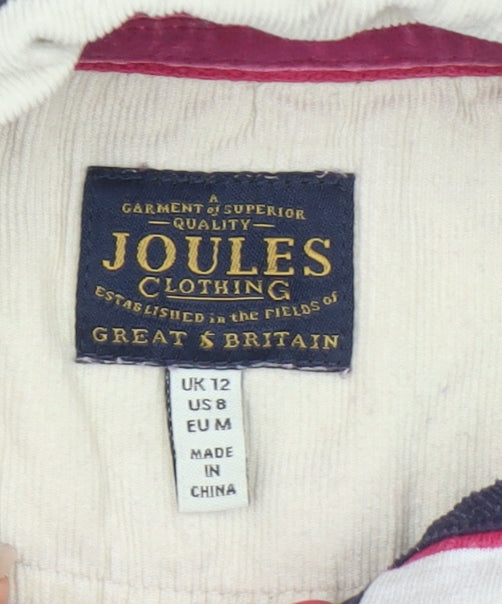 A
GARMENT of SUPERIOR
— QUALITY —
JOULES
CLOTHING
ESTABLISHED in the FIELDS of
GREAT & BRITAIN
UK 12
US 8
EU M
MADE
IN
CHINA